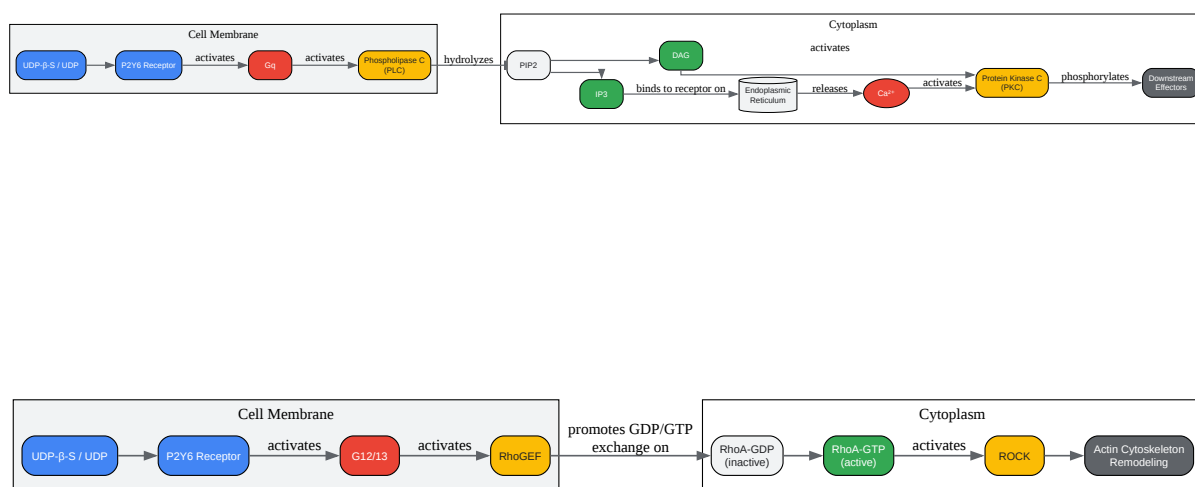 Cell Membrane
Cytoplasm
UDP-β-S / UDP
P2Y6 Receptor
activates
Gq
activates
Phospholipase C
(PLC)
hydrolyzes
PIP2
DAG
activates
IP3
binds to receptor on
Endoplasmic
Reticulum
releases
Ca²⁺
activates
Protein Kinase C
(PKC)
phosphorylates
Downstream
Effectors
Cell Membrane
Cytoplasm
UDP-β-S / UDP
P2Y6 Receptor
activates
G12/13
activates
RhoGEF
promotes GDP/GTP
exchange on
RhoA-GDP
(inactive)
RhoA-GTP
(active)
activates
ROCK
Actin Cytoskeleton
Remodeling